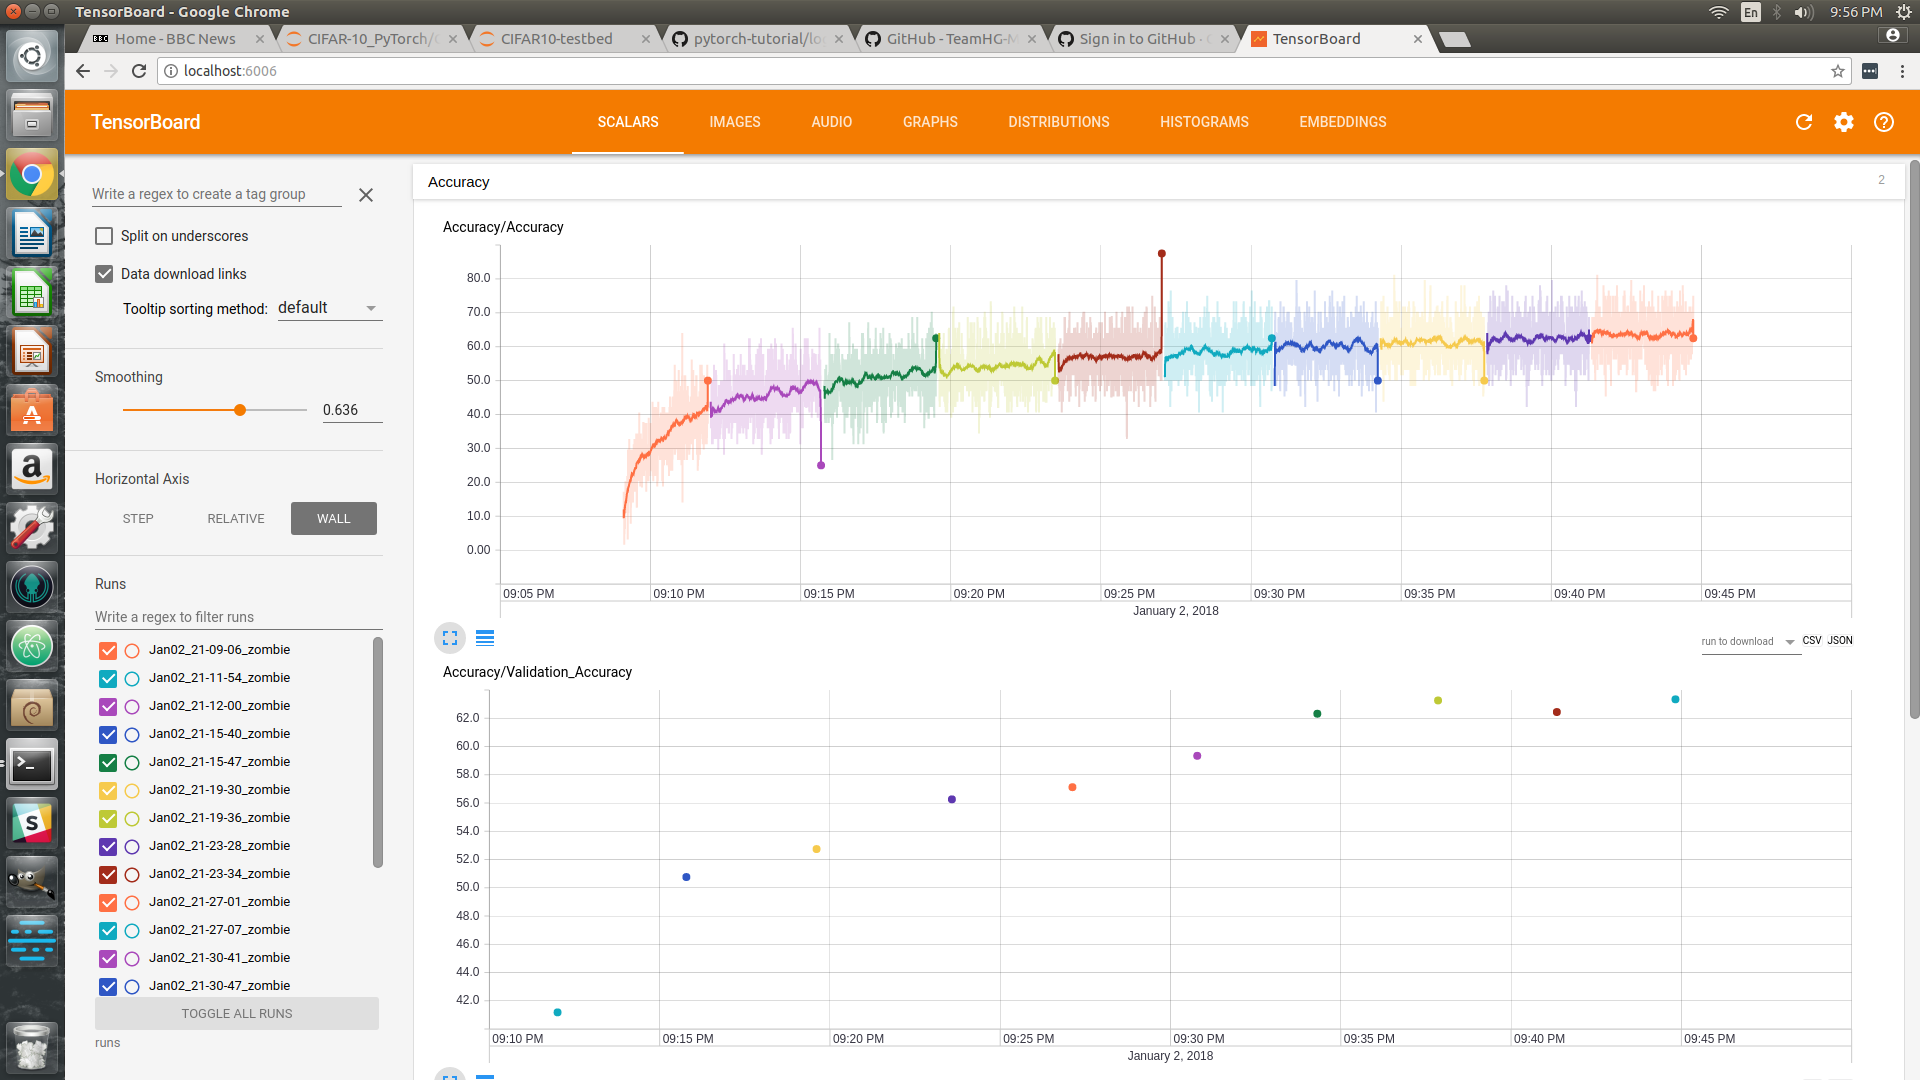 TensorBoard - Google Chrome
En
9:56 PM
BBC Home - BBC News
CIFAR-10_PyTorch/
CIFAR10-testbed
pytorch-tutorial/lo
GitHub - TeamHG-M
Sign in to GitHub ·
TensorBoard
localhost:6006
TensorBoard
SCALARS
IMAGES
AUDIO
GRAPHS
DISTRIBUTIONS
HISTOGRAMS
EMBEDDINGS
Write a regex to create a tag group
Split on underscores
Data download links
Tooltip sorting method: default
Smoothing
0.636
Horizontal Axis
STEP RELATIVE WALL
Runs
Write a regex to filter runs
Jan02_21-09-06_zombie
Jan02_21-11-54_zombie
Jan02_21-12-00_zombie
Jan02_21-15-40_zombie
Jan02_21-15-47_zombie
Jan02_21-19-30_zombie
Jan02_21-19-36_zombie
Jan02_21-23-28_zombie
Jan02_21-23-34_zombie
Jan02_21-27-01_zombie
Jan02_21-27-07_zombie
Jan02_21-30-41_zombie
Jan02_21-30-47_zombie
TOGGLE ALL RUNS
runs
Accuracy
2
Accuracy/Accuracy
80.0
70.0
60.0
50.0
40.0
30.0
20.0
10.0
0.00
09:05 PM 09:10 PM 09:15 PM 09:20 PM 09:25 PM 09:30 PM 09:35 PM 09:40 PM 09:45 PM
January 2, 2018
run to download CSV JSON
Accuracy/Validation_Accuracy
62.0
60.0
58.0
56.0
54.0
52.0
50.0
48.0
46.0
44.0
42.0
09:10 PM 09:15 PM 09:20 PM 09:25 PM 09:30 PM 09:35 PM 09:40 PM 09:45 PM
January 2, 2018